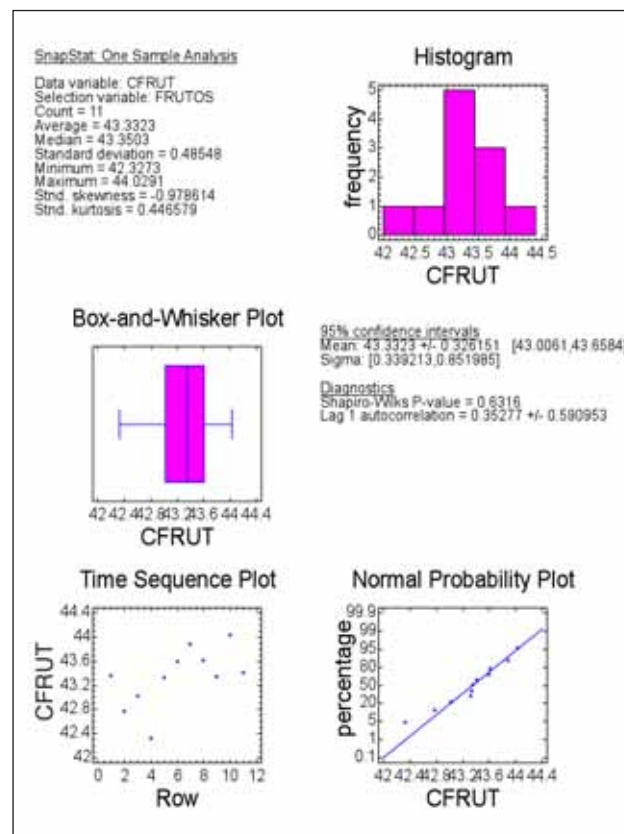 SnapStat: One Sample Analysis
Data variable: CFRUT
Selection variable: FRUTOS
Count = 11
Average = 43.3323
Median = 43.3503
Standard deviation = 0.48548
Minimum = 42.3273
Maximum = 44.0291
Stnd. skewness = -0.978614
Stnd. kurtosis = 0.446579
Histogram
frequency
5
4
3
2
1
0
42 42.5 43 43.5 44 44.5
CFRUT
Box-and-Whisker Plot
42 42.4 42.8 43.2 43.6 44 44.4
CFRUT
95% confidence intervals
Mean: 43.3323 +/- 0.326151 [43.0061,43.6584]
Sigma: [0.339213,0.851985]
Diagnostics
Shapiro-Wilks P-value = 0.6316
Lag 1 autocorrelation = 0.35277 +/- 0.590953
Time Sequence Plot
CFRUT
44.4
44
43.6
43.2
42.8
42.4
42
0 2 4 6 8 10 12
Row
Normal Probability Plot
percentage
99.9
99
95
80
50
20
5
1
0.1
42 42.4 42.8 43.2 43.6 44 44.4
CFRUT